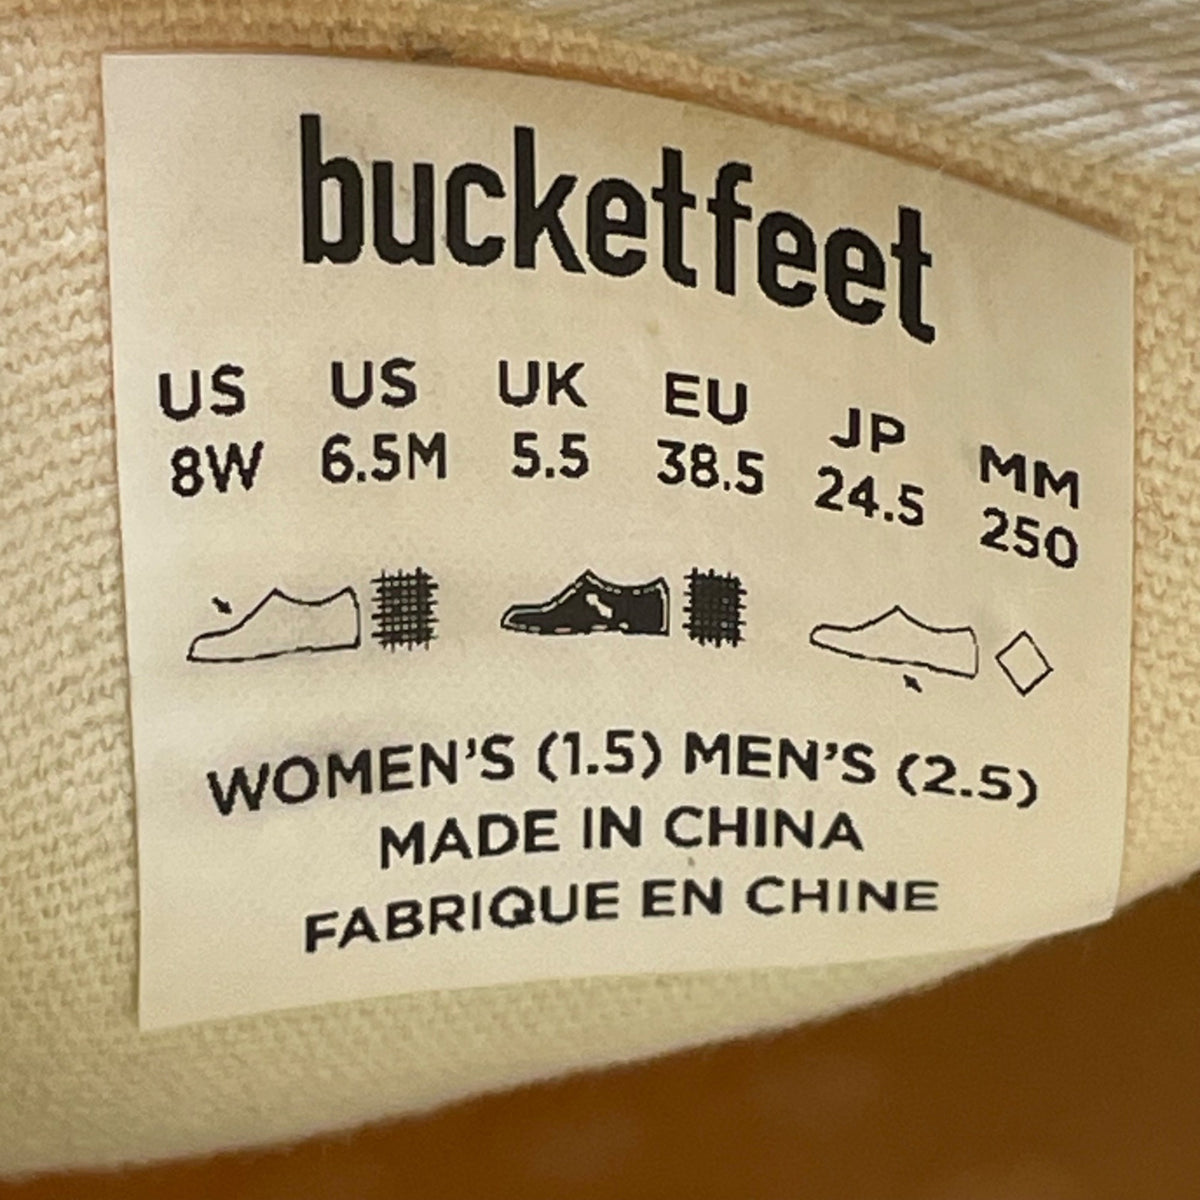 bucketfeet
US US UK EU JP MM
8W 6.5M 5.5 38.5 24.5 250
WOMEN'S (1.5) MEN'S (2.5)
MADE IN CHINA
FABRIQUE EN CHINE